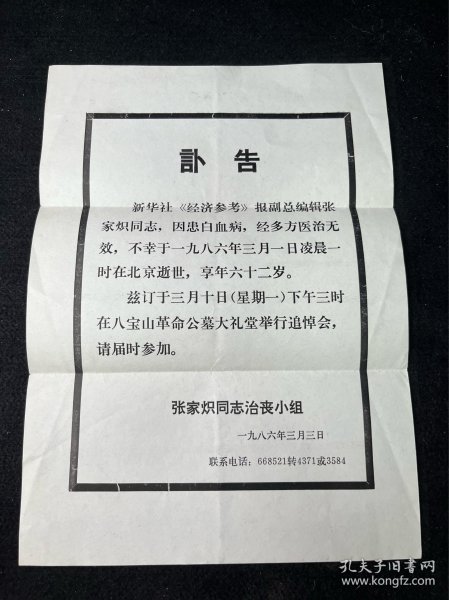 訃告
新华社《经济参考》报副总编辑张
家炽同志，因患白血病，经多方医治无
效，不幸于一九八六年三月一日凌晨一
时在北京逝世，享年六十二岁。
兹订于三月十日(星期一)下午三时
在八宝山革命公墓大礼堂举行追悼会，
请届时参加。
张家炽同志治丧小组
一九八六年三月三日
联系电话：668521转4371或3584
孔夫子旧书网
www.kongfz.com